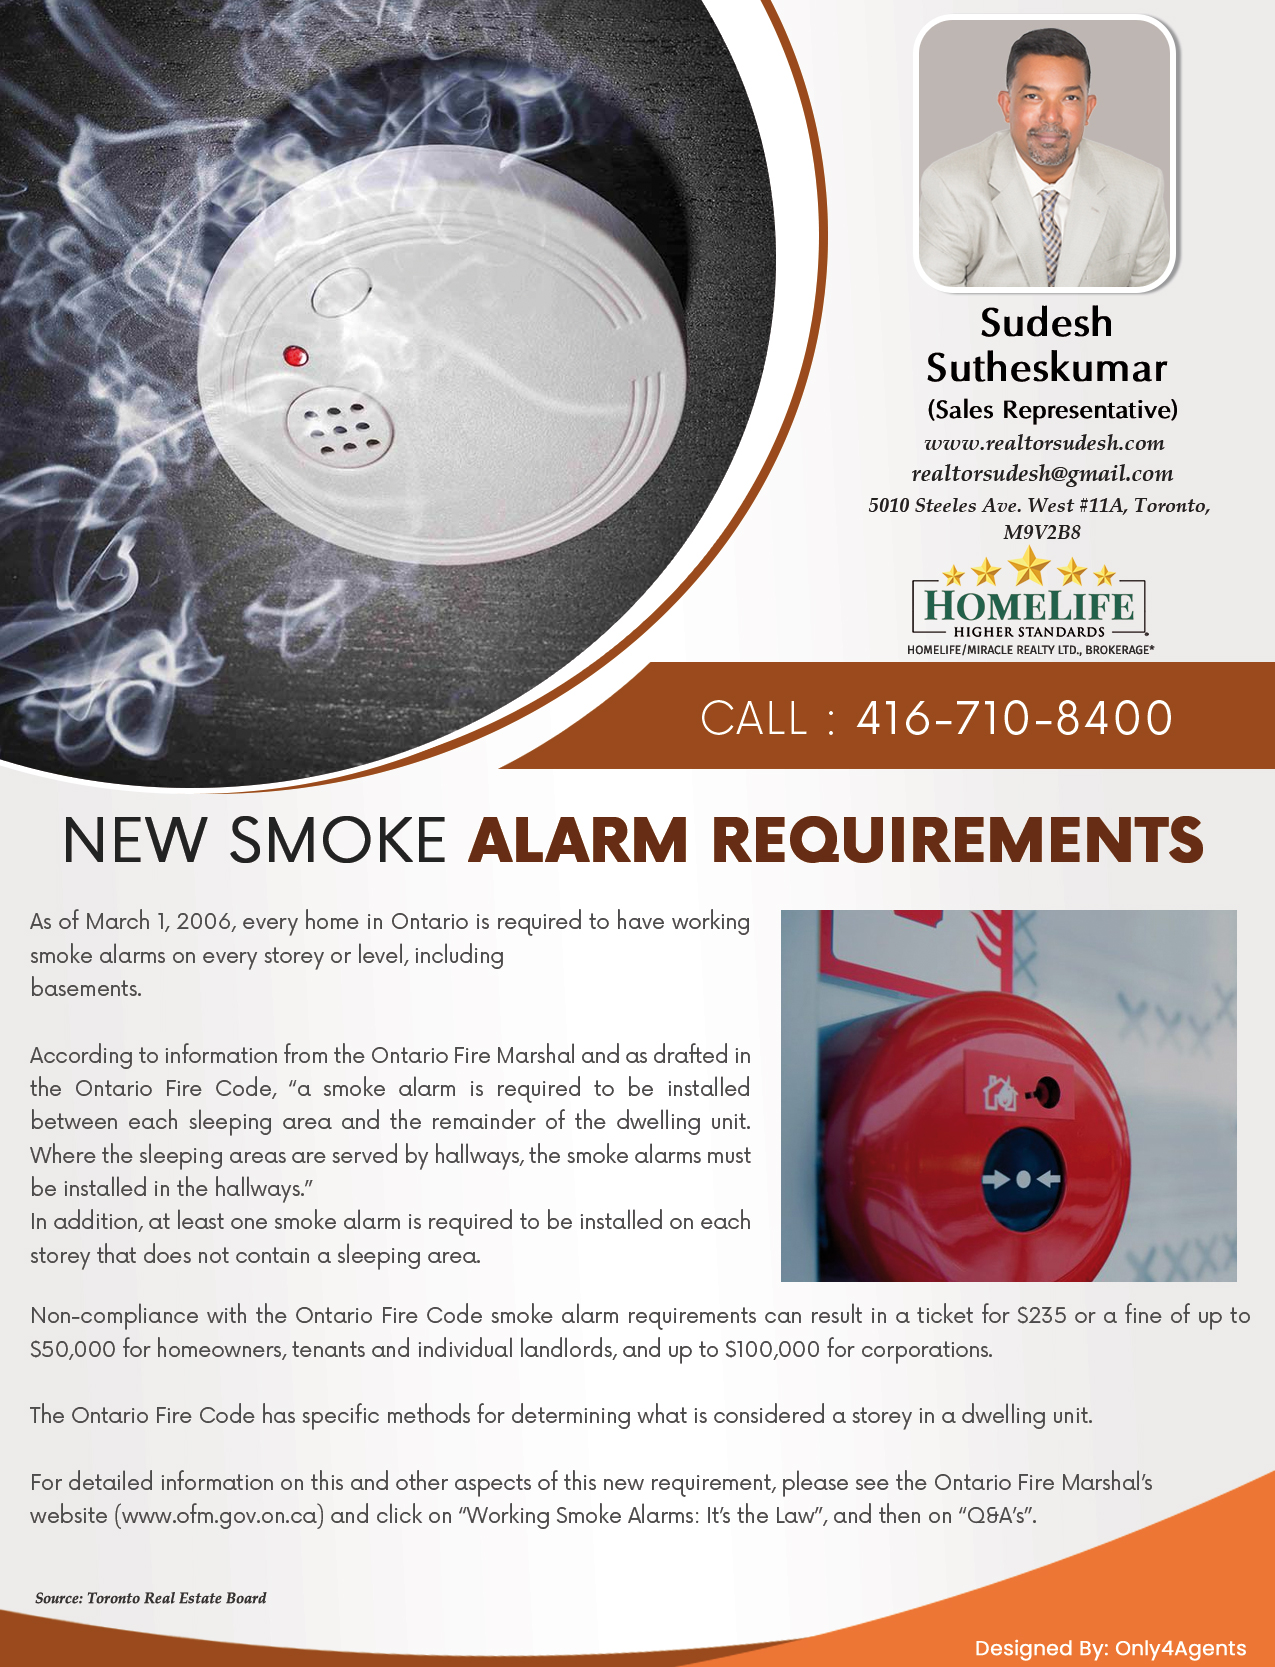 Sudesh
Sutheskumar
(Sales Representative)
www.realtorsudesh.com
realtorsudesh@gmail.com
5010 Steeles Ave. West #11A, Toronto,
M9V2B8
HOMELIFE
HIGHER STANDARDS
HOMELIFE/MIRACLE REALTY LTD., BROKERAGE*
CALL : 416-710-8400
NEW SMOKE ALARM REQUIREMENTS
As of March 1, 2006, every home in Ontario is required to have working
smoke alarms on every storey or level, including
basements.
According to information from the Ontario Fire Marshal and as drafted in
the Ontario Fire Code, “a smoke alarm is required to be installed
between each sleeping area and the remainder of the dwelling unit.
Where the sleeping areas are served by hallways, the smoke alarms must
be installed in the hallways.”
In addition, at least one smoke alarm is required to be installed on each
storey that does not contain a sleeping area.
Non-compliance with the Ontario Fire Code smoke alarm requirements can result in a ticket for $235 or a fine of up to
$50,000 for homeowners, tenants and individual landlords, and up to $100,000 for corporations.
The Ontario Fire Code has specific methods for determining what is considered a storey in a dwelling unit.
For detailed information on this and other aspects of this new requirement, please see the Ontario Fire Marshal’s
website (www.ofm.gov.on.ca) and click on “Working Smoke Alarms: It’s the Law”, and then on “Q&A’s”.
Source: Toronto Real Estate Board
Designed By: Only4Agents